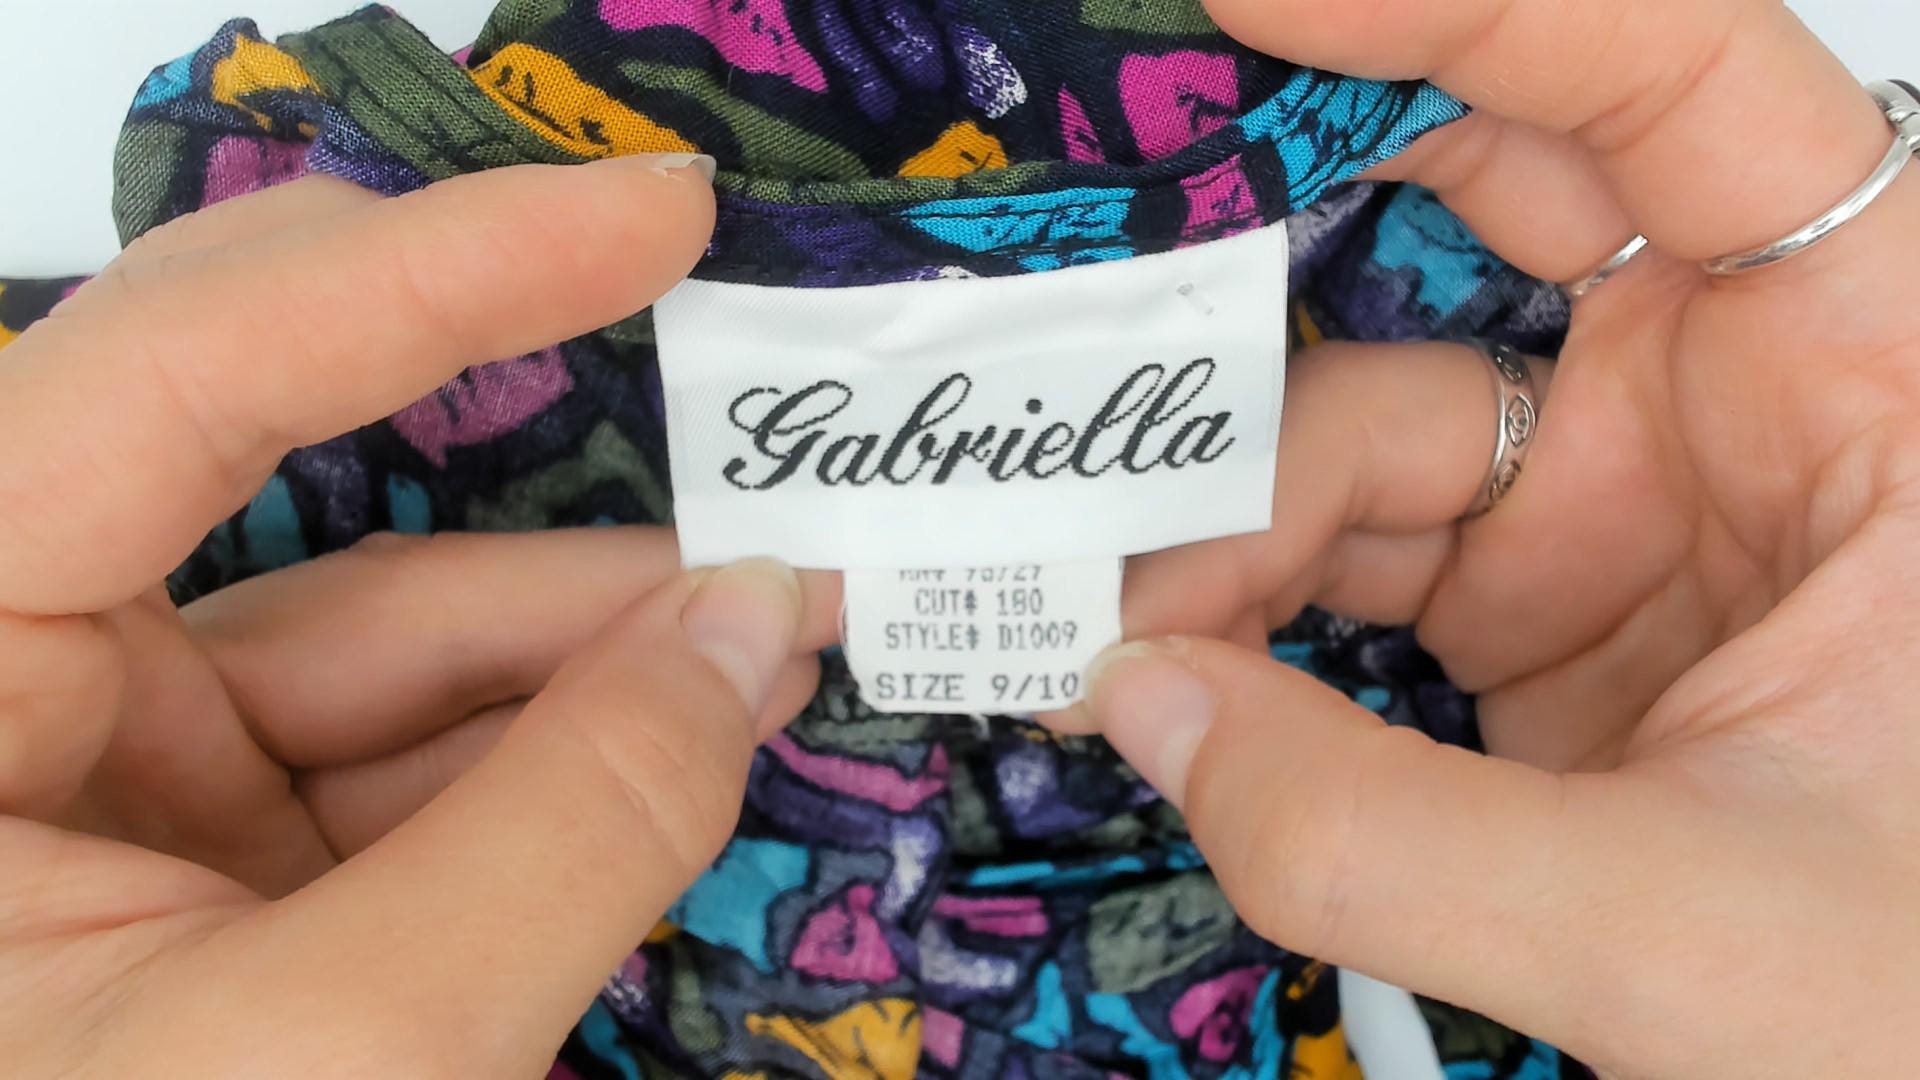 Gabriella
CUT# 180
STYLE# D1009
SIZE 9/10